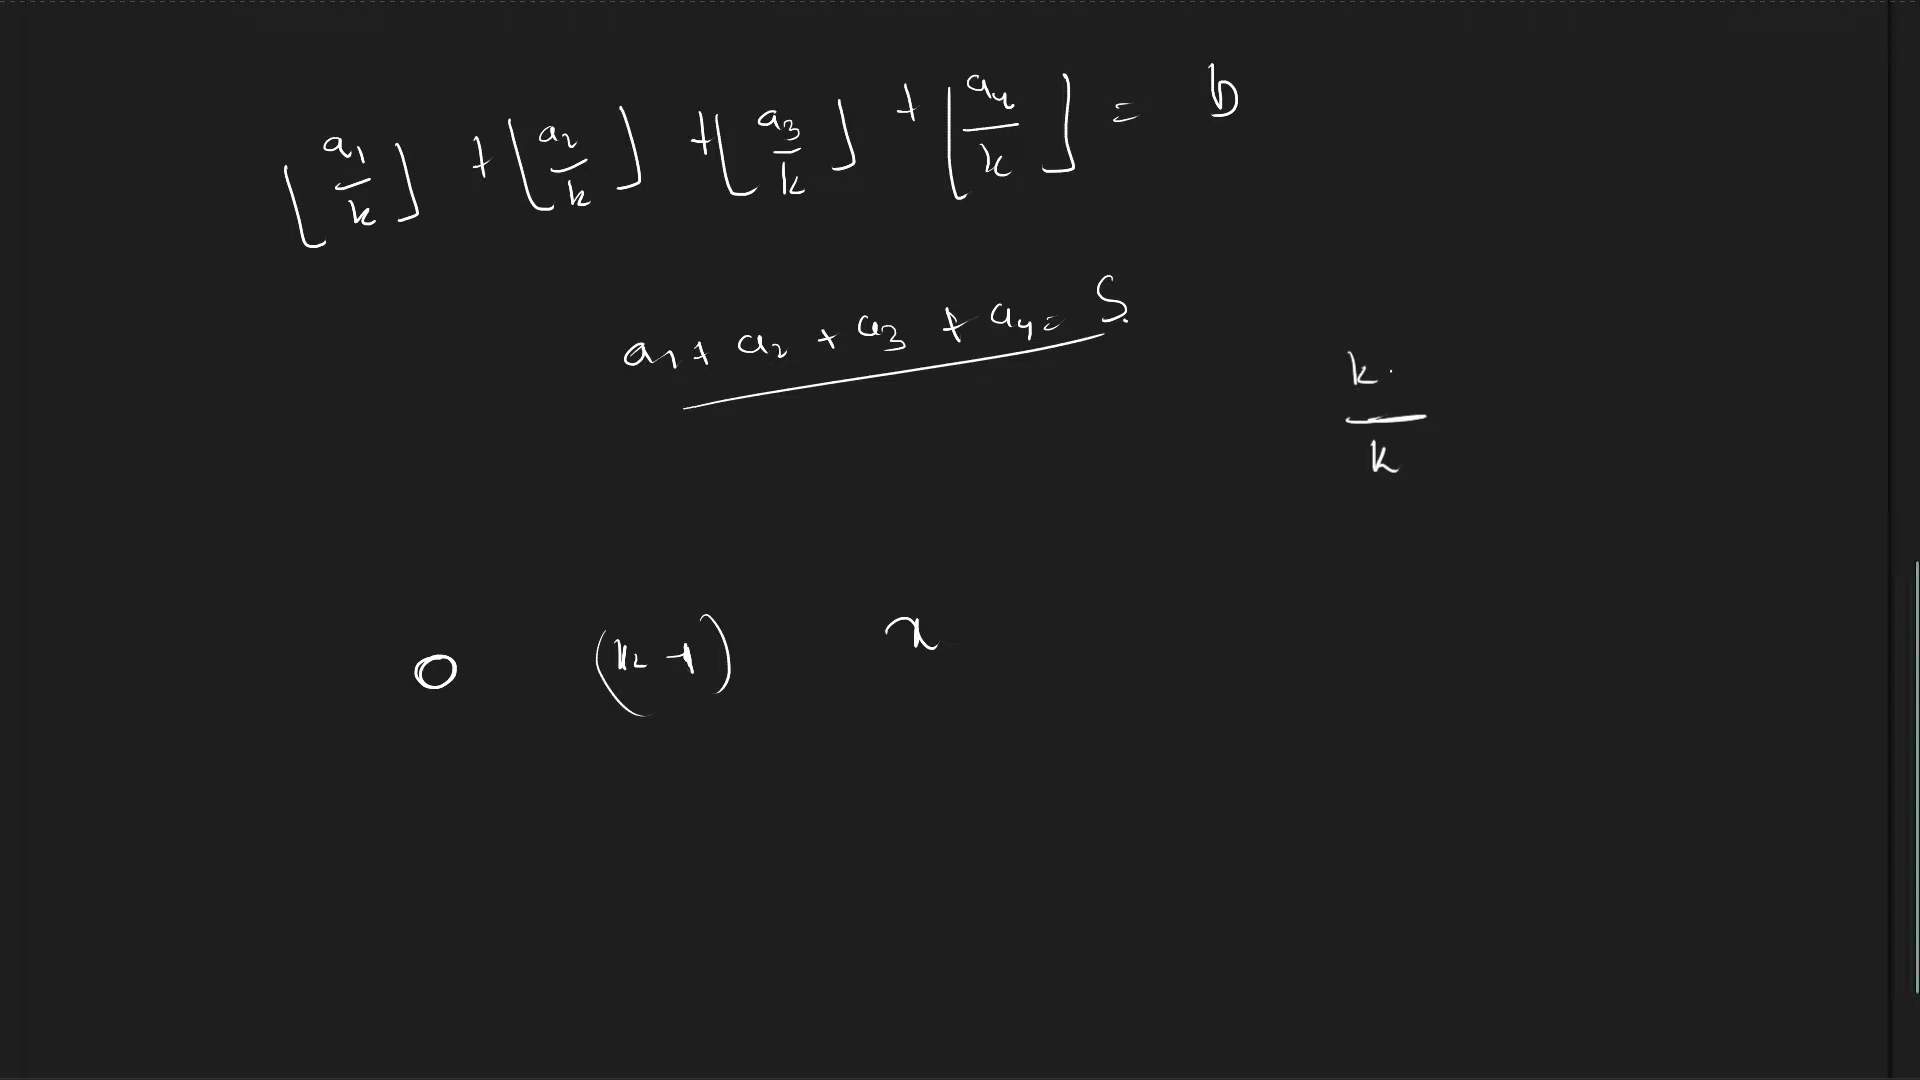 ⌊a₁/k⌋ + ⌊a₂/k⌋ + ⌊a₃/k⌋ + ⌊a₄/k⌋ = b
a₁ + a₂ + a₃ + a₄ = S.
k.
k
0 (k-1) x